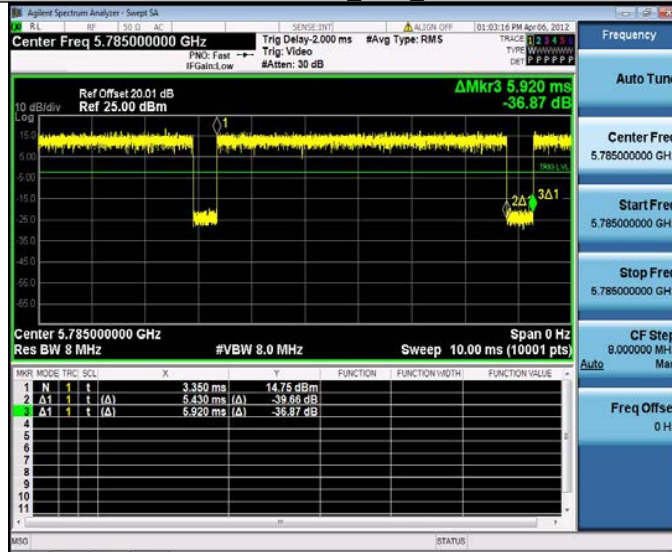 Agilent Spectrum Analyzer - Swept SA
RL RF 50 Ω AC SENSE:INT ALIGN OFF 01:03:16 PM Apr 06, 2012
Center Freq 5.785000000 GHz
PNO: Fast
IFGain:Low
Trig Delay-2.000 ms
Trig: Video
#Atten: 30 dB
#Avg Type: RMS
TRACE 1 2 3 4 5 6
TYPE WWWWWW
DET P P P P P P
Ref Offset 20.01 dB
10 dB/div Ref 25.00 dBm
Log
ΔMkr3 5.920 ms
-36.87 dB
15.0
5.00
-5.00
-15.0
-25.0
-35.0
-55.0
-65.0
1
TRIG LVL
2Δ1
3Δ1
Center 5.785000000 GHz Span 0 Hz
Res BW 8 MHz #VBW 8.0 MHz Sweep 10.00 ms (10001 pts)
MKR MODE TRC SCL X Y FUNCTION FUNCTION WIDTH FUNCTION VALUE
1 N 1 t 3.350 ms 14.75 dBm
2 Δ1 1 t (Δ) 5.430 ms (Δ) -39.66 dB
3 Δ1 1 t (Δ) 5.920 ms (Δ) -36.87 dB
4
5
6
7
8
9
10
11
MSG STATUS
Frequency
Auto Tune
Center Freq
5.785000000 GH
Start Freq
5.785000000 GH
Stop Freq
5.785000000 GH
CF Step
8.000000 MH
Auto Man
Freq Offse
0 H